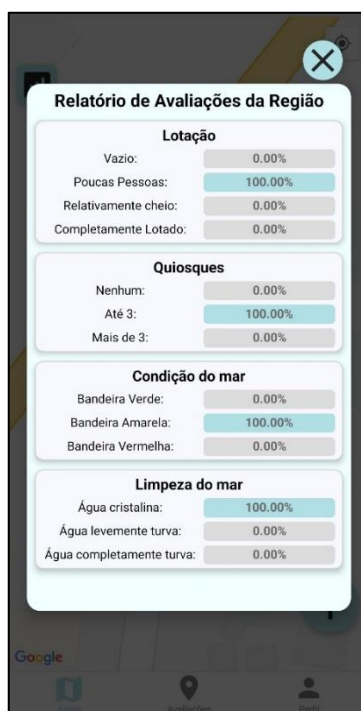 Relatório de Avaliações da Região
Lotação
Vazio: 0.00%
Poucas Pessoas: 100.00%
Relativamente cheio: 0.00%
Completamente Lotado: 0.00%
Quiosques
Nenhum: 0.00%
Até 3: 100.00%
Mais de 3: 0.00%
Condição do mar
Bandeira Verde: 0.00%
Bandeira Amarela: 100.00%
Bandeira Vermelha: 0.00%
Limpeza do mar
Água cristalina: 100.00%
Água levemente turva: 0.00%
Água completamente turva: 0.00%
Google
Mapa Avaliações Perfil